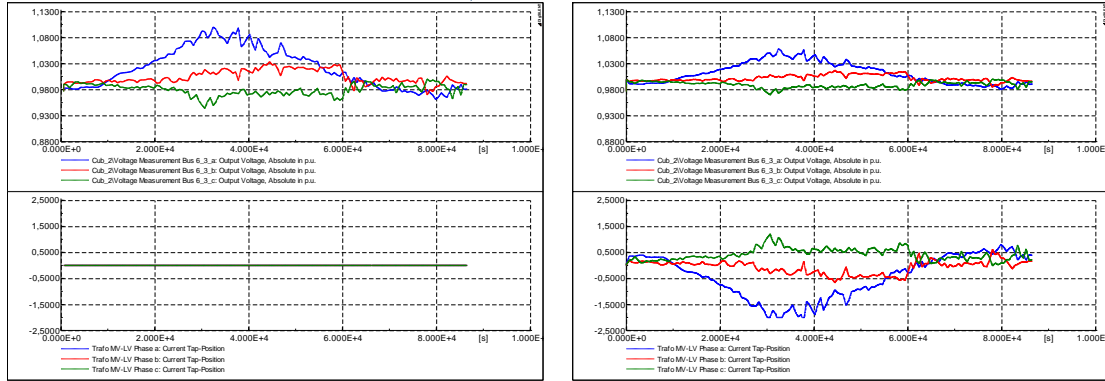 1,1300
1,0800
1,0300
0,9800
0,9300
0,8800
0.000E+0 2.000E+4 4.000E+4 6.000E+4 8.000E+4 [s] 1.000E+
Cub_2\Voltage Measurement Bus 6_3_a: Output Voltage, Absolute in p.u.
Cub_2\Voltage Measurement Bus 6_3_b: Output Voltage, Absolute in p.u.
Cub_2\Voltage Measurement Bus 6_3_c: Output Voltage, Absolute in p.u.
2,5000
1,5000
0,5000
-0,5000
-1,5000
-2,5000
0.000E+0 2.000E+4 4.000E+4 6.000E+4 8.000E+4 [s] 1.000E+
Trafo MV-LV Phase a: Current Tap-Position
Trafo MV-LV Phase b: Current Tap-Position
Trafo MV-LV Phase c: Current Tap-Position
1,1300
1,0800
1,0300
0,9800
0,9300
0,8800
0.000E+0 2.000E+4 4.000E+4 6.000E+4 8.000E+4 [s] 1.000E+
Cub_2\Voltage Measurement Bus 6_3_a: Output Voltage, Absolute in p.u.
Cub_2\Voltage Measurement Bus 6_3_b: Output Voltage, Absolute in p.u.
Cub_2\Voltage Measurement Bus 6_3_c: Output Voltage, Absolute in p.u.
2,5000
1,5000
0,5000
-0,5000
-1,5000
-2,5000
0.000E+0 2.000E+4 4.000E+4 6.000E+4 8.000E+4 [s] 1.000E+
Trafo MV-LV Phase a: Current Tap-Position
Trafo MV-LV Phase b: Current Tap-Position
Trafo MV-LV Phase c: Current Tap-Position